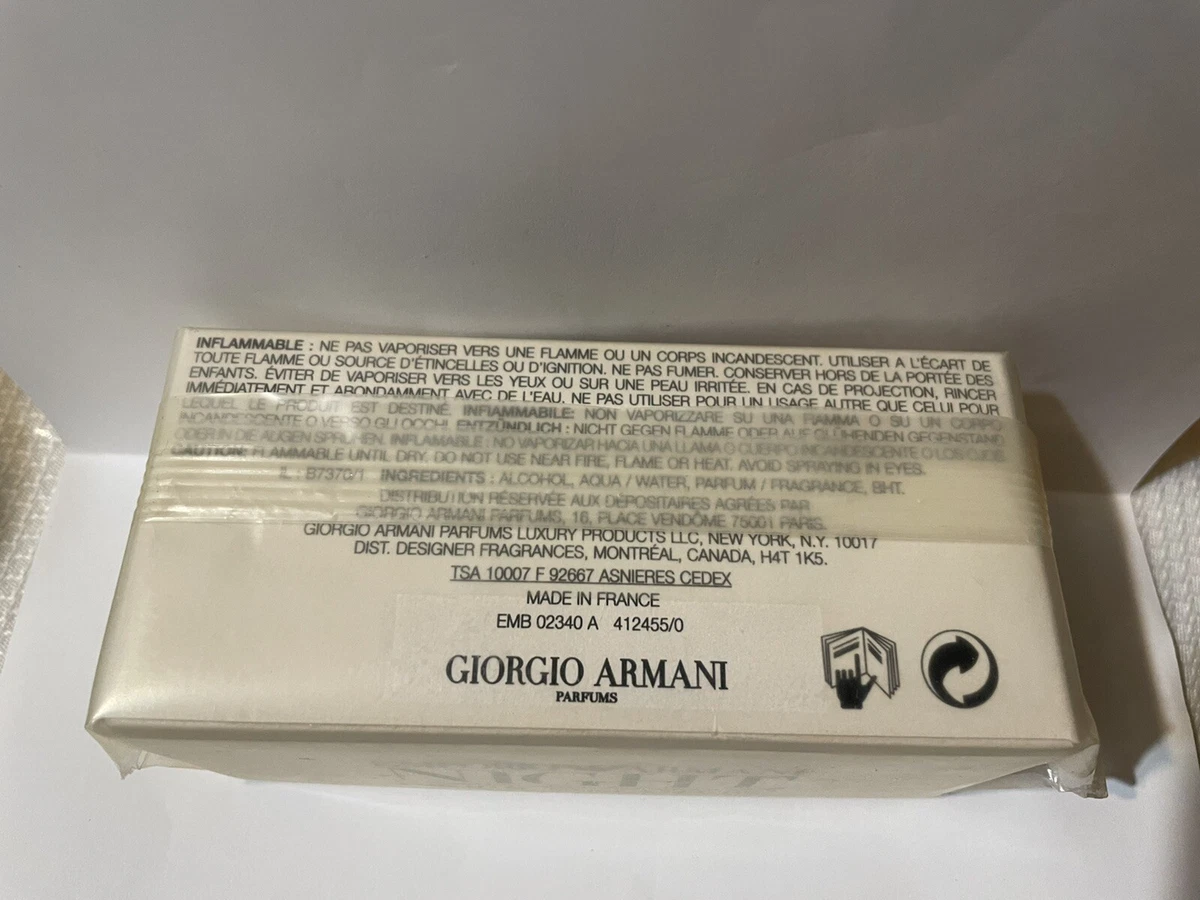 INFLAMMABLE : NE PAS VAPORISER VERS UNE FLAMME OU UN CORPS INCANDESCENT. UTILISER A L'ÉCART DE
TOUTE FLAMME OU SOURCE D'ÉTINCELLES OU D'IGNITION. NE PAS FUMER. CONSERVER HORS DE LA PORTÉE DES
ENFANTS. ÉVITER DE VAPORISER VERS LES YEUX OU SUR UNE PEAU IRRITÉE. EN CAS DE PROJECTION, RINCER
IMMÉDIATEMENT ET ABONDAMMENT AVEC DE L'EAU. NE PAS UTILISER POUR UN USAGE AUTRE QUE CELUI POUR
LEQUEL LE PRODUIT EST DESTINÉ. INFIAMMABILE: NON VAPORIZZARE SU UNA FIAMMA O SU UN CORPO
INCANDESCENTE O VERSO GLI OCCHI. ENTZÜNDLICH : NICHT GEGEN FLAMME ODER AUF GLÜHENDEN GEGENSTAND
ODER IN DIE AUGEN SPRÜHEN. INFLAMABLE : NO VAPORIZAR HACIA UNA LLAMA O CUERPO INCANDESCENTE O LOS OJOS.
CAUTION: FLAMMABLE UNTIL DRY. DO NOT USE NEAR FIRE, FLAME OR HEAT. AVOID SPRAYING IN EYES.
IL : B7370/1 INGREDIENTS : ALCOHOL, AQUA / WATER, PARFUM / FRAGRANCE, BHT.
DISTRIBUTION RÉSERVÉE AUX DÉPOSITAIRES AGRÉES PAR
GIORGIO ARMANI PARFUMS, 16, PLACE VENDÔME 75001 PARIS.
GIORGIO ARMANI PARFUMS LUXURY PRODUCTS LLC, NEW YORK, N.Y. 10017
DIST. DESIGNER FRAGRANCES, MONTRÉAL, CANADA, H4T 1K5.
TSA 10007 F 92667 ASNIERES CEDEX
MADE IN FRANCE
EMB 02340 A 412455/0
GIORGIO ARMANI
PARFUMS